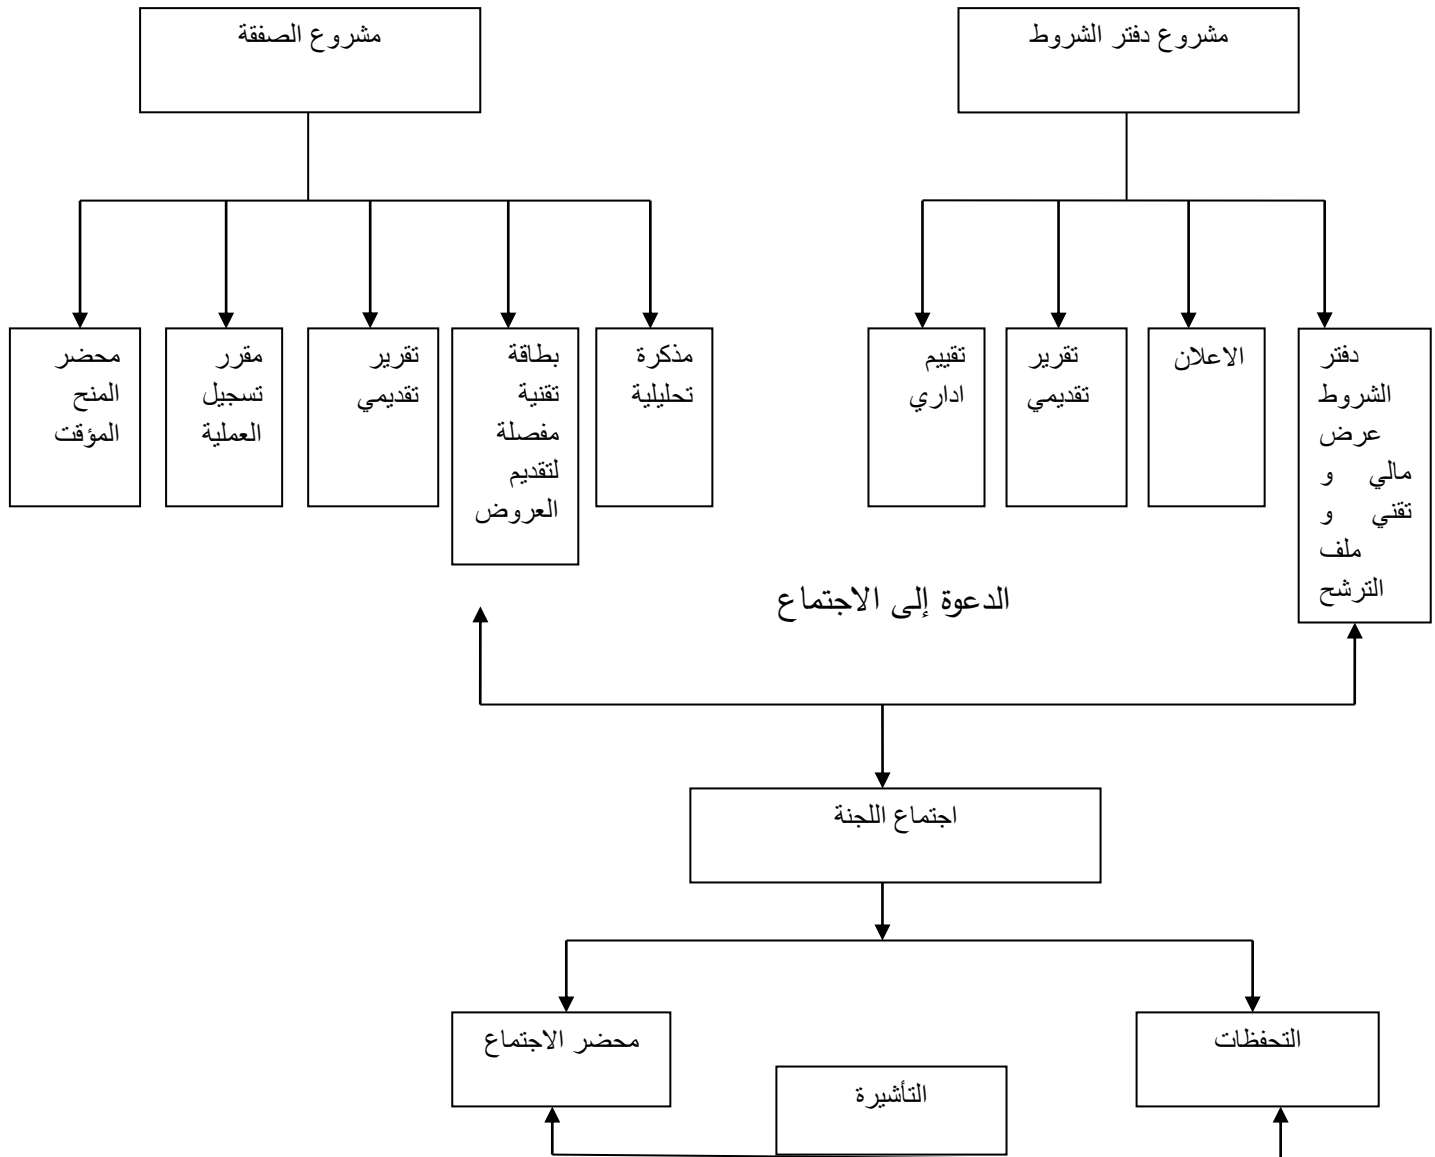 مشروع دفتر الشروط
مشروع الصفقة
دفتر
الشروط
عرض
مالي و
تقني و
ملف
الترشح
الاعلان
تقرير
تقديمي
تقييم
اداري
مذكرة
تحليلية
بطاقة
تقنية
مفصلة
لتقديم
العروض
تقرير
تقديمي
مقرر
تسجيل
العملية
محضر
المنح
المؤقت
الدعوة إلى الاجتماع
اجتماع اللجنة
التحفظات
محضر الاجتماع
التأشيرة